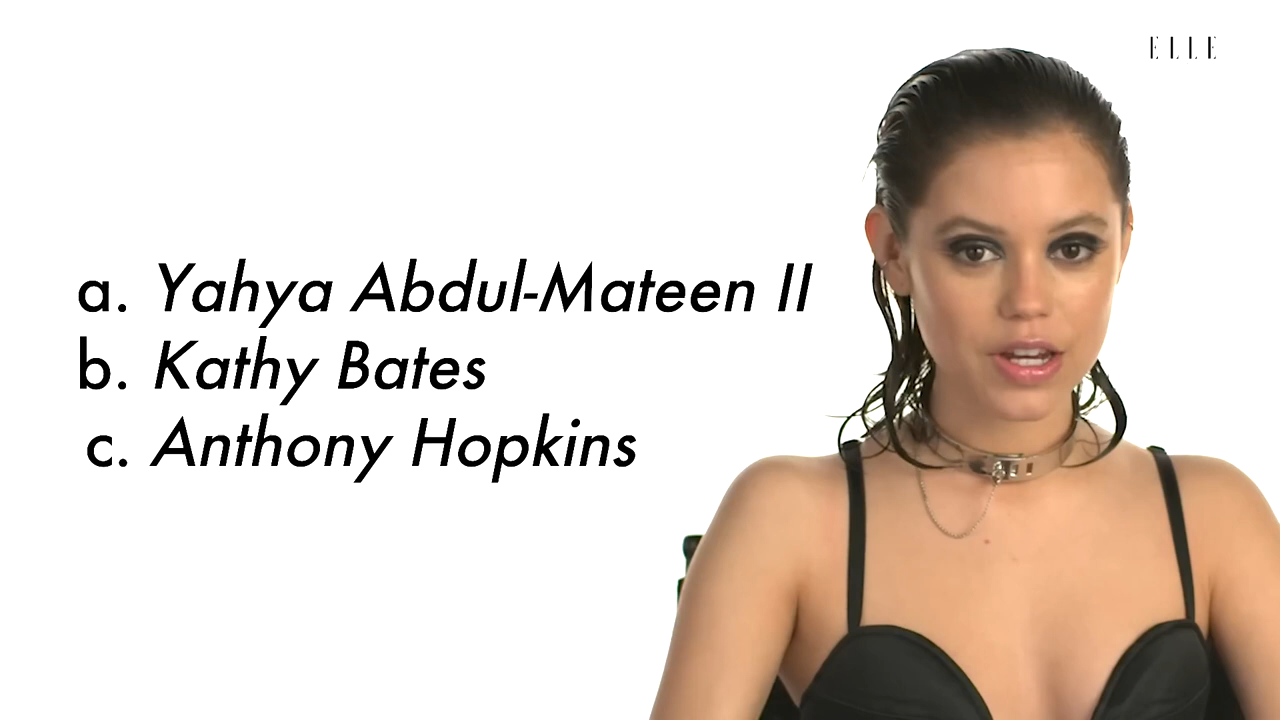 ELLE
a. Yahya Abdul-Mateen II
b. Kathy Bates
c. Anthony Hopkins